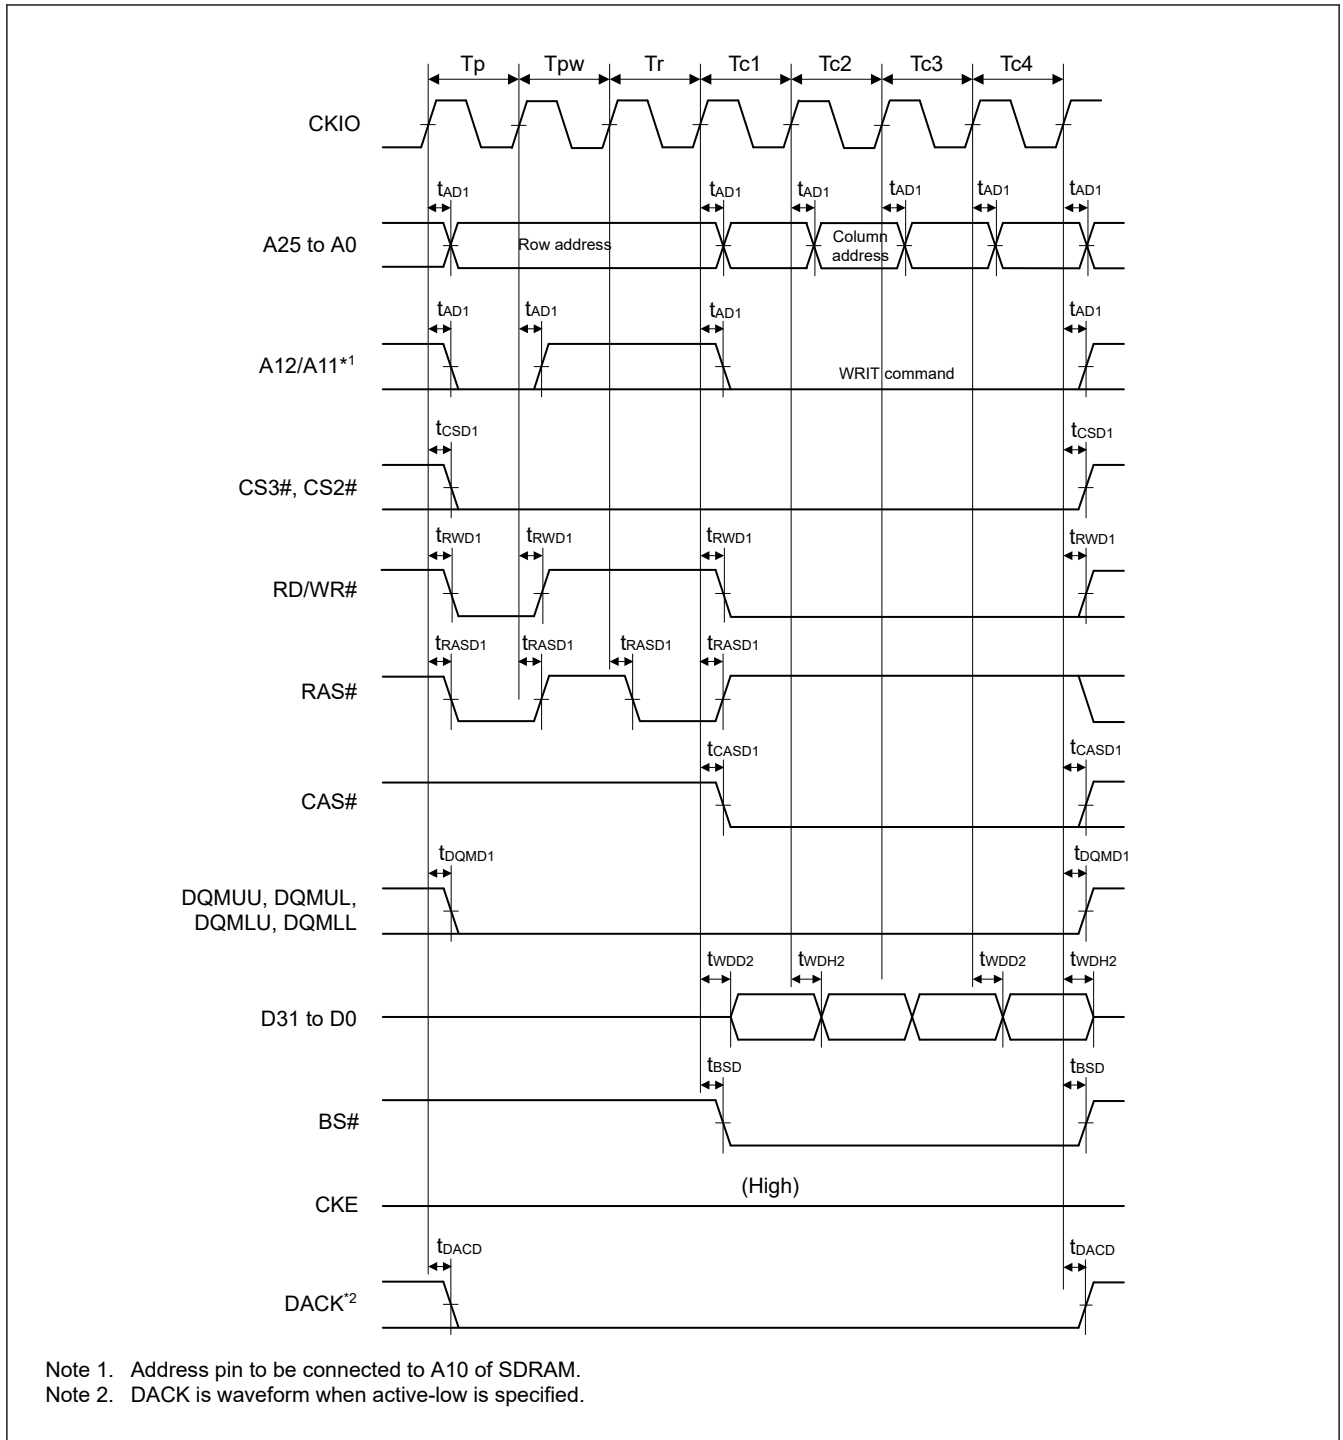 Tp Tpw Tr Tc1 Tc2 Tc3 Tc4
CKIO
tAD1 tAD1 tAD1 tAD1 tAD1 tAD1
A25 to A0
Row address
Column
address
tAD1 tAD1 tAD1 tAD1
A12/A11*1
WRIT command
tCSD1 tCSD1
CS3#, CS2#
tRWD1 tRWD1 tRWD1 tRWD1
RD/WR#
tRASD1 tRASD1 tRASD1 tRASD1
RAS#
tCASD1 tCASD1
CAS#
tDQMD1 tDQMD1
DQMUU, DQMUL,
DQMLU, DQMLL
tWDD2 tWDH2 tWDD2 tWDH2
D31 to D0
tBSD tBSD
BS#
(High)
CKE
tDACD tDACD
DACK*2
Note 1. Address pin to be connected to A10 of SDRAM.
Note 2. DACK is waveform when active-low is specified.